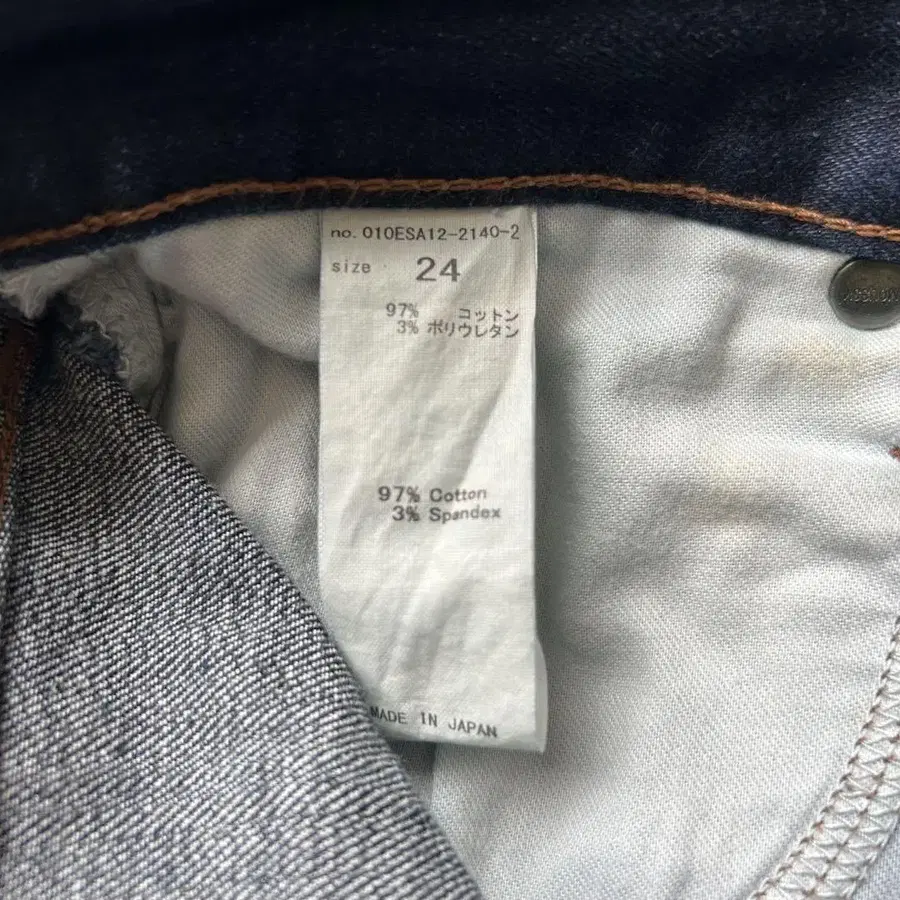 no. 010ESA12-2140-2
size 24
97% コットン
3% ポリウレタン
97% Cotton
3% Spandex
MADE IN JAPAN